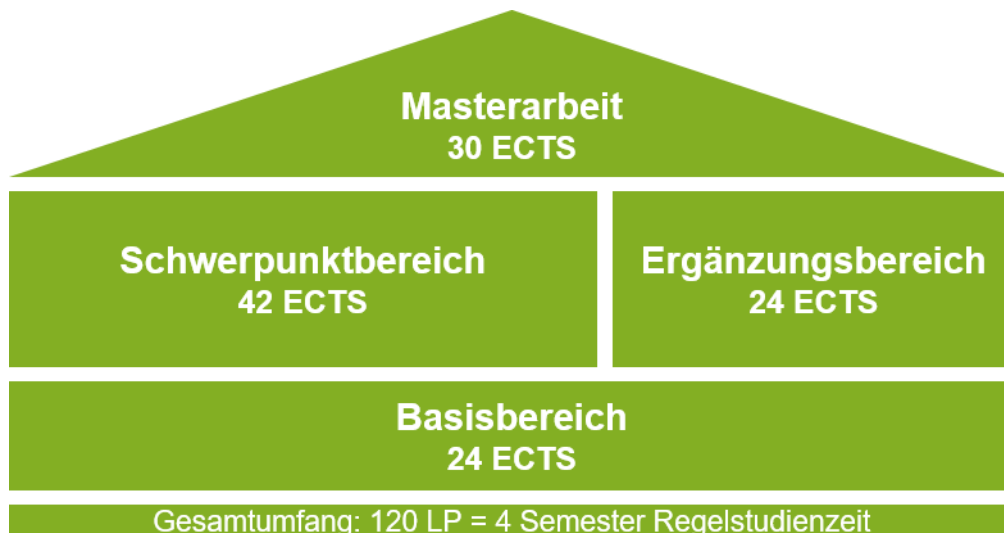 Masterarbeit
30 ECTS
Schwerpunktbereich
42 ECTS
Ergänzungsbereich
24 ECTS
Basisbereich
24 ECTS
Gesamtumfang: 120 LP = 4 Semester Regelstudienzeit